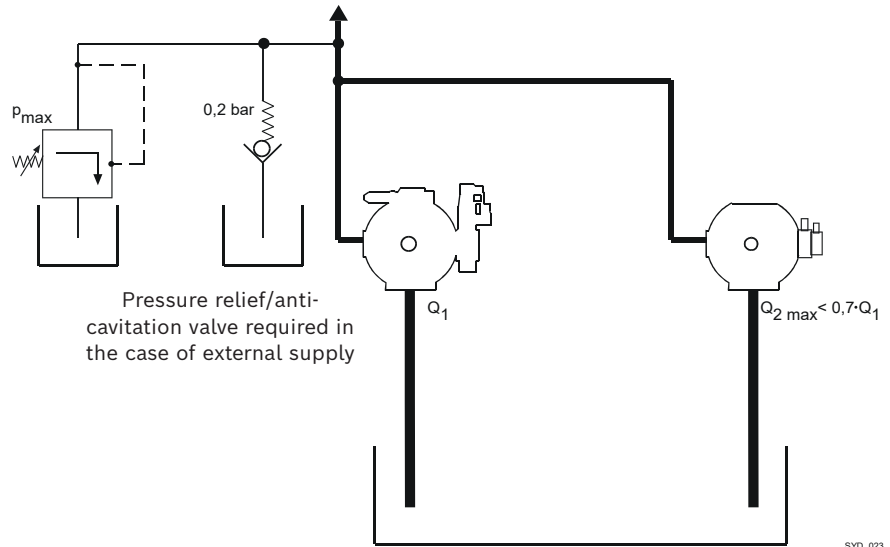 p max
0,2 bar
Pressure relief/anti-
cavitation valve required in
the case of external supply
Q1
Q2 max< 0,7·Q1
SYD_023